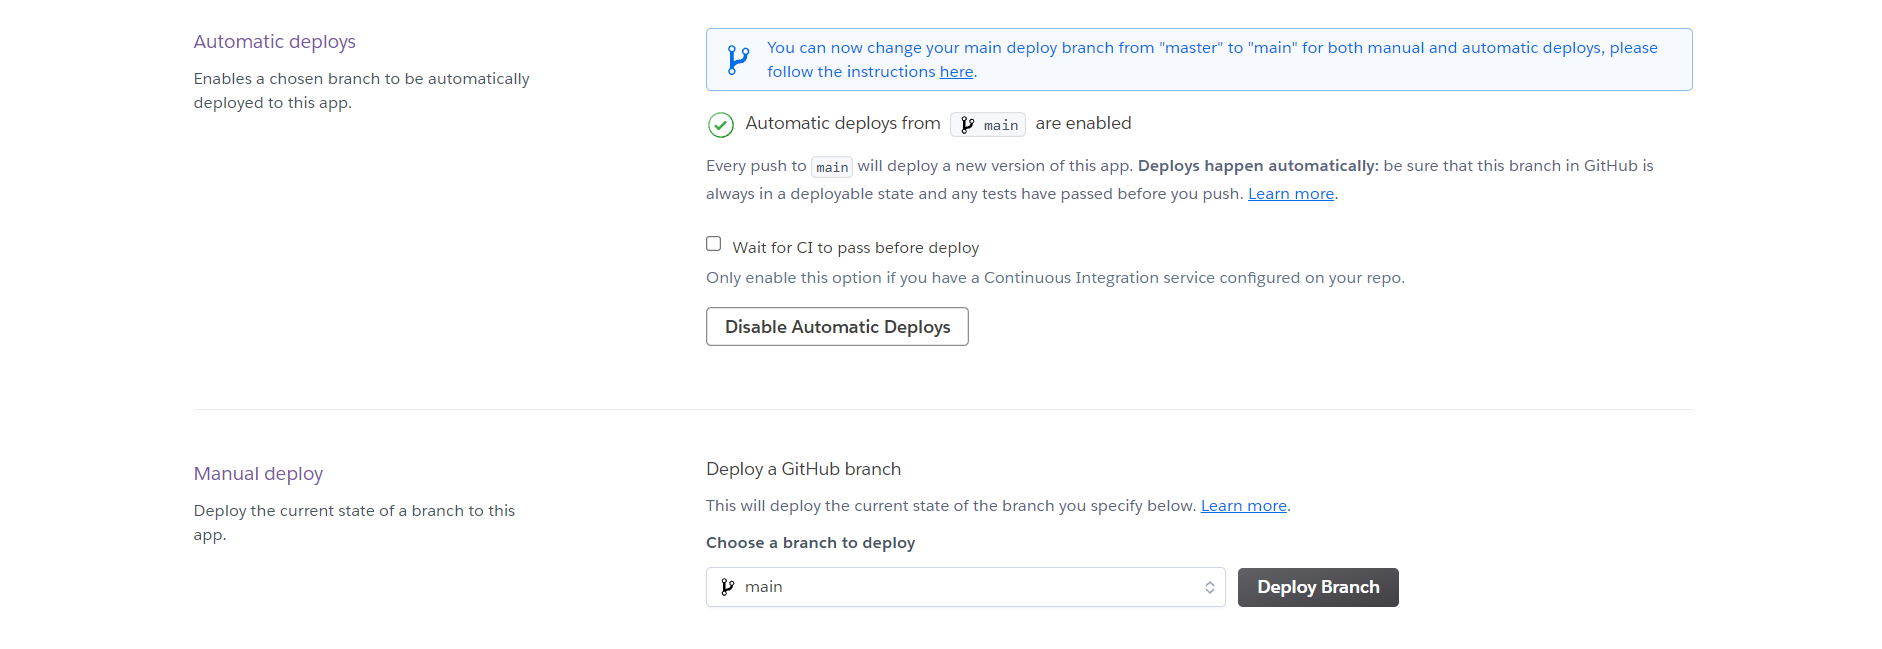 Automatic deploys
Enables a chosen branch to be automatically
deployed to this app.
You can now change your main deploy branch from "master" to "main" for both manual and automatic deploys, please
follow the instructions here.
Automatic deploys from main are enabled
Every push to main will deploy a new version of this app. Deploys happen automatically: be sure that this branch in GitHub is
always in a deployable state and any tests have passed before you push. Learn more.
Wait for CI to pass before deploy
Only enable this option if you have a Continuous Integration service configured on your repo.
Disable Automatic Deploys
Manual deploy
Deploy the current state of a branch to this
app.
Deploy a GitHub branch
This will deploy the current state of the branch you specify below. Learn more.
Choose a branch to deploy
main
Deploy Branch